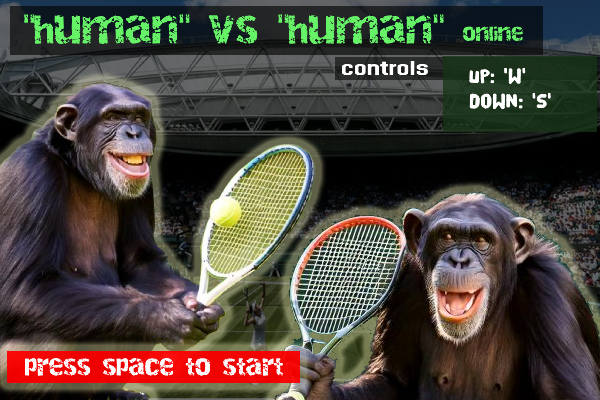 "human" vs "human" online
controls
UP: 'W'
DOWN: 'S'
press space to start